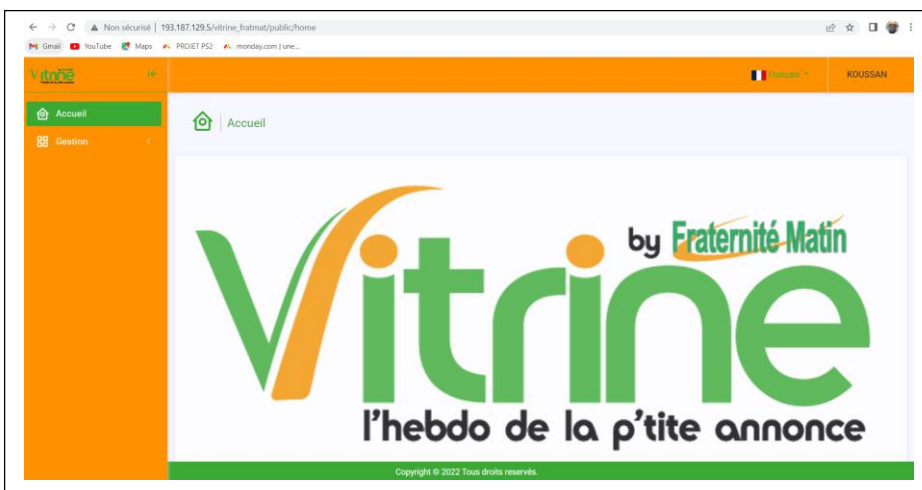 Non sécurisé | 193.187.129.5/vitrine_fratmat/public/home
Gmail YouTube Maps PROJET PS2 monday.com | une...
Vitrine Français KOUSSAN
Accueil
Gestion
Accueil
by Fraternité Matin
Vitrine
l'hebdo de la p'tite annonce
Copyright © 2022 Tous droits reservés.